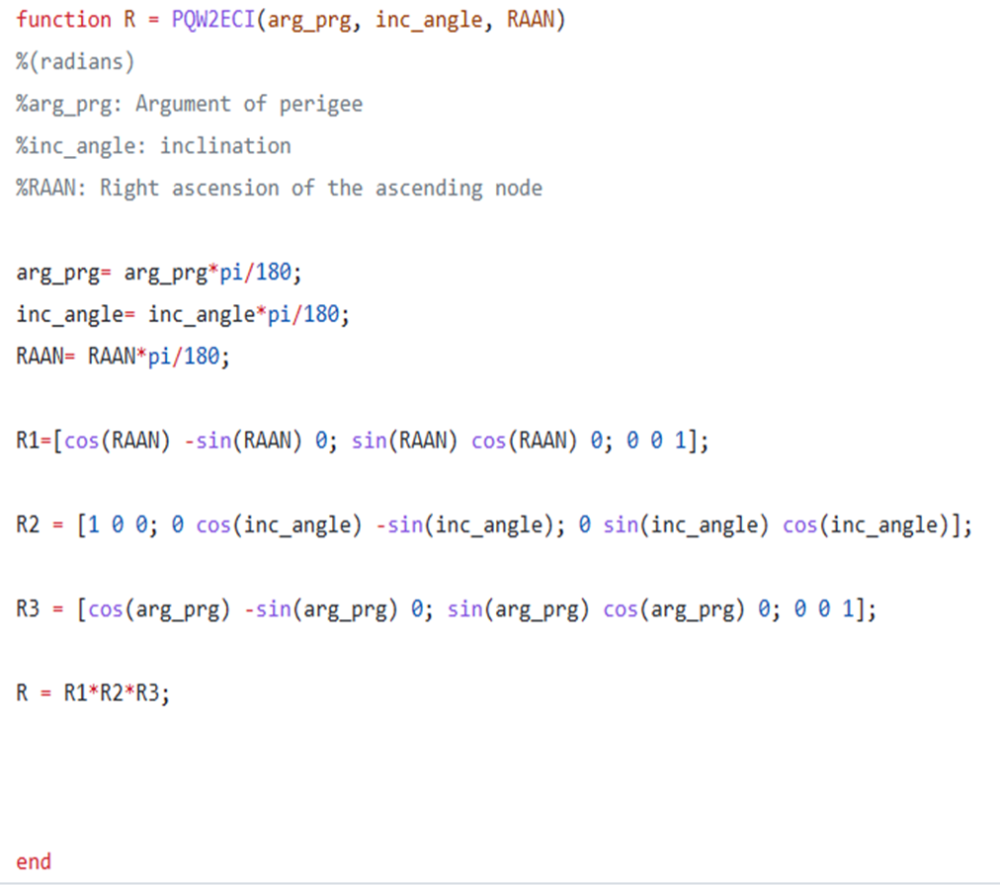 function R = PQW2ECI(arg_prg, inc_angle, RAAN)
%(radians)
%arg_prg: Argument of perigee
%inc_angle: inclination
%RAAN: Right ascension of the ascending node
arg_prg= arg_prg*pi/180;
inc_angle= inc_angle*pi/180;
RAAN= RAAN*pi/180;
R1=[cos(RAAN) -sin(RAAN) 0; sin(RAAN) cos(RAAN) 0; 0 0 1];
R2 = [1 0 0; 0 cos(inc_angle) -sin(inc_angle); 0 sin(inc_angle) cos(inc_angle)];
R3 = [cos(arg_prg) -sin(arg_prg) 0; sin(arg_prg) cos(arg_prg) 0; 0 0 1];
R = R1*R2*R3;
end